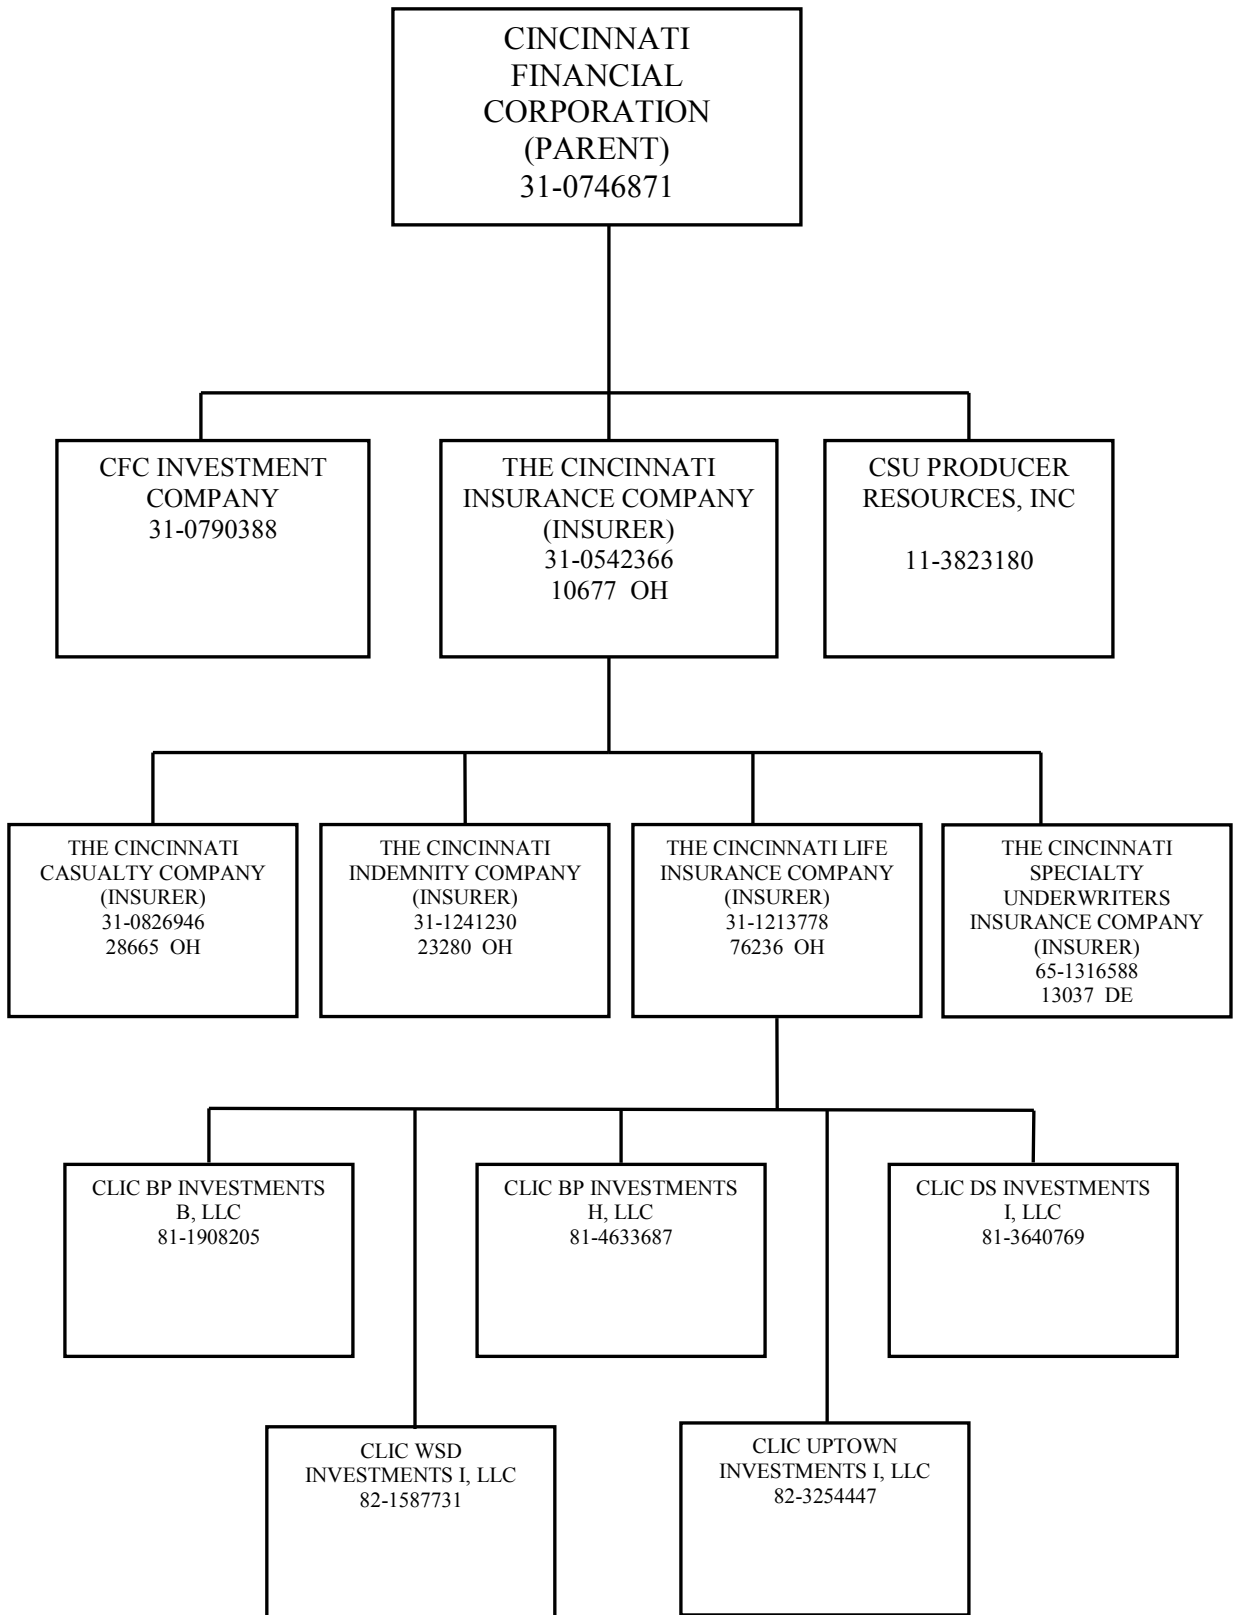 CINCINNATI
FINANCIAL
CORPORATION
(PARENT)
31-0746871
CFC INVESTMENT
COMPANY
31-0790388
THE CINCINNATI
INSURANCE COMPANY
(INSURER)
31-0542366
10677 OH
CSU PRODUCER
RESOURCES, INC
11-3823180
THE CINCINNATI
CASUALTY COMPANY
(INSURER)
31-0826946
28665 OH
THE CINCINNATI
INDEMNITY COMPANY
(INSURER)
31-1241230
23280 OH
THE CINCINNATI LIFE
INSURANCE COMPANY
(INSURER)
31-1213778
76236 OH
THE CINCINNATI
SPECIALTY
UNDERWRITERS
INSURANCE COMPANY
(INSURER)
65-1316588
13037 DE
CLIC BP INVESTMENTS
B, LLC
81-1908205
CLIC BP INVESTMENTS
H, LLC
81-4633687
CLIC DS INVESTMENTS
I, LLC
81-3640769
CLIC WSD
INVESTMENTS I, LLC
82-1587731
CLIC UPTOWN
INVESTMENTS I, LLC
82-3254447